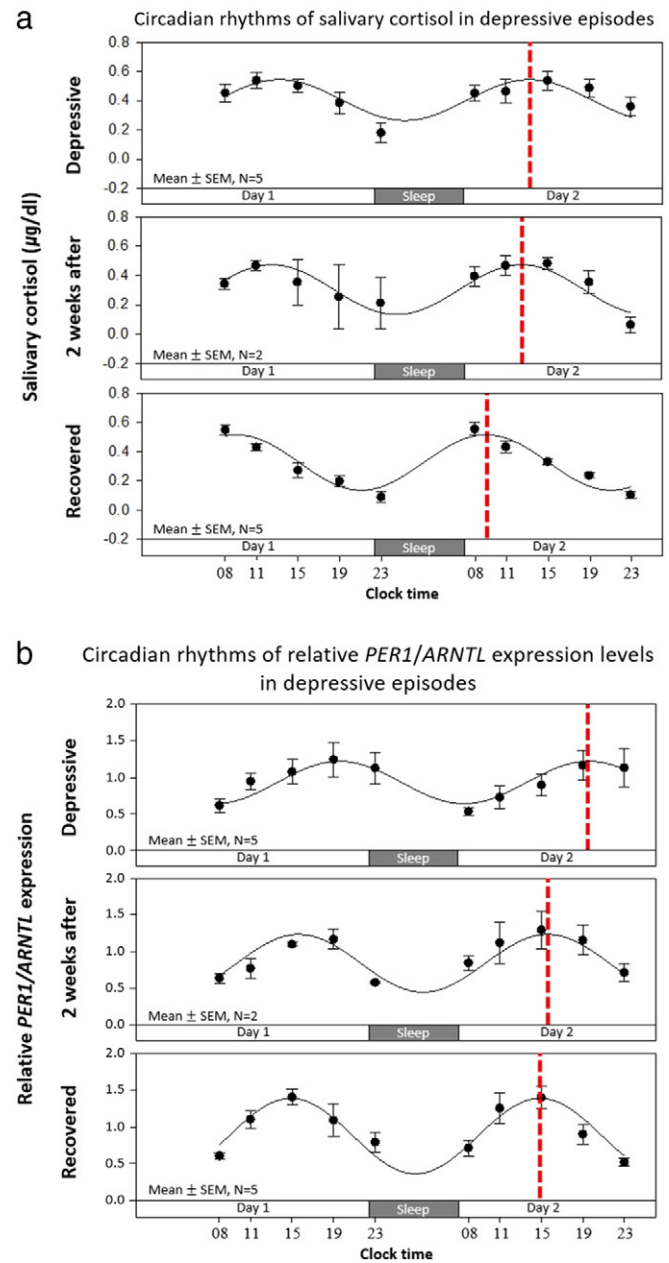 a
Circadian rhythms of salivary cortisol in depressive episodes
Salivary cortisol (µg/dl)
Depressive
0.8
0.6
0.4
0.2
0.0
-0.2
Mean ± SEM, N=5
Day 1
Sleep
Day 2
2 weeks after
0.8
0.6
0.4
0.2
0.0
-0.2
Mean ± SEM, N=2
Day 1
Sleep
Day 2
Recovered
0.8
0.6
0.4
0.2
0.0
-0.2
Mean ± SEM, N=5
Day 1
Sleep
Day 2
08 11 15 19 23 08 11 15 19 23
Clock time
b
Circadian rhythms of relative PER1/ARNTL expression levels
in depressive episodes
Relative PER1/ARNTL expression
Depressive
2.0
1.5
1.0
0.5
0.0
Mean ± SEM, N=5
Day 1
Sleep
Day 2
2 weeks after
2.0
1.5
1.0
0.5
0.0
Mean ± SEM, N=2
Day 1
Sleep
Day 2
Recovered
2.0
1.5
1.0
0.5
0.0
Mean ± SEM, N=5
Day 1
Sleep
Day 2
08 11 15 19 23 08 11 15 19 23
Clock time